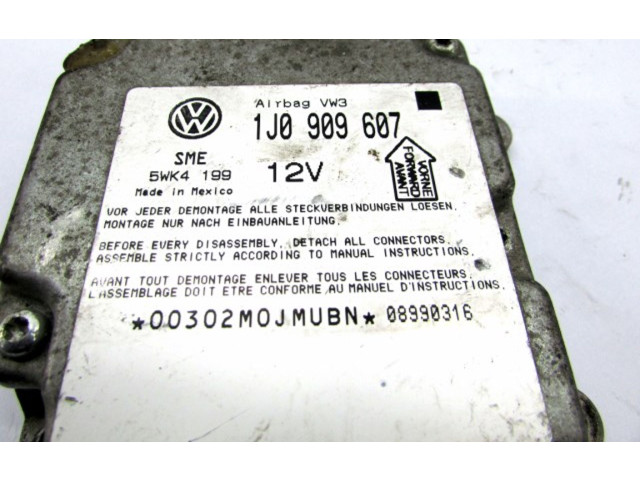 Airbag VW3
1J0 909 607
SME
5WK4 199
12V
Made in Mexico
VORNE
FORWARD
AVANT
VOR JEDER DEMONTAGE ALLE STECKVERBINDUNGEN LOESEN.
MONTAGE NUR NACH EINBAUANLEITUNG.
BEFORE EVERY DISASSEMBLY, DETACH ALL CONNECTORS.
ASSEMBLE STRICTLY ACCORDING TO MANUAL INSTRUCTIONS.
AVANT TOUT DEMONTAGE ENLEVER TOUS LES CONNECTEURS.
L'ASSEMBLAGE DOIT ETRE CONFORME AU MANUEL D'INSTRUCTIONS.
*00302M0JMUBN* 08990316